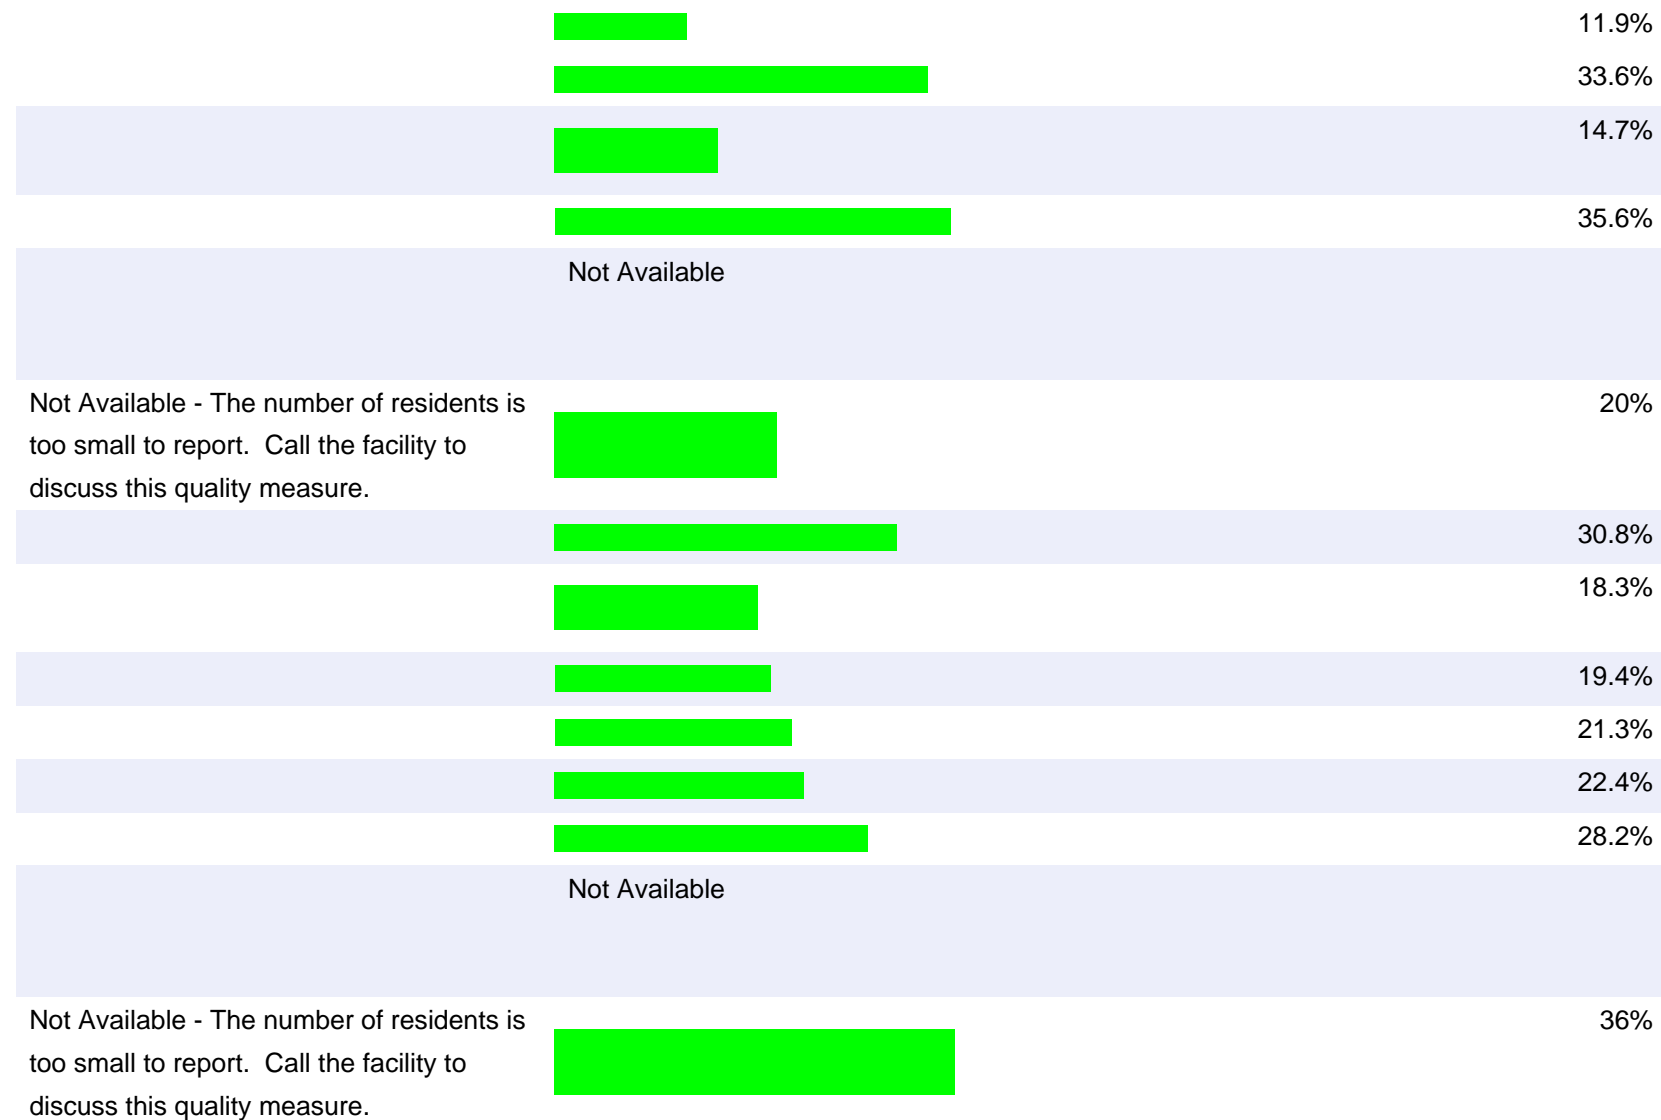 11.9%
33.6%
14.7%
35.6%
Not Available
Not Available - The number of residents is
20%
too small to report.  Call the facility to
discuss this quality measure.
30.8%
18.3%
19.4%
21.3%
22.4%
28.2%
Not Available
Not Available - The number of residents is
36%
too small to report.  Call the facility to
discuss this quality measure.